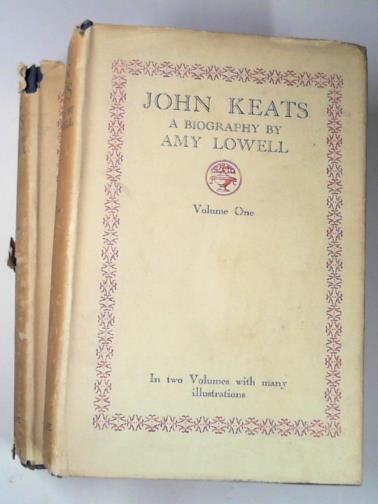 JOHN KEATS
A BIOGRAPHY BY
AMY LOWELL
Volume One
In two Volumes with many
illustrations